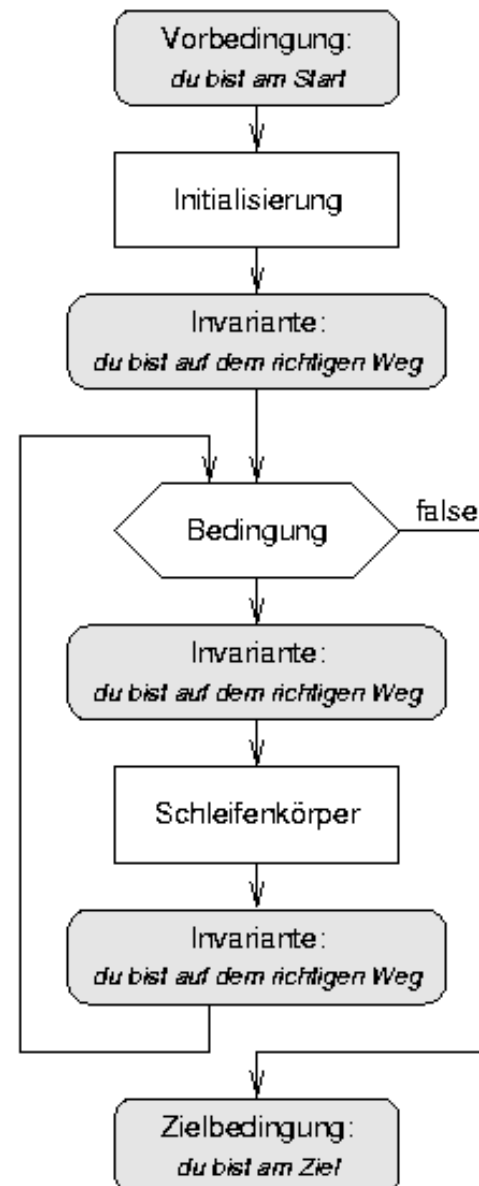 Vorbedingung:
du bist am Start
Initialisierung
Invariante:
du bist auf dem richtigen Weg
Bedingung
false
Invariante:
du bist auf dem richtigen Weg
Schleifenkörper
Invariante:
du bist auf dem richtigen Weg
Zielbedingung:
du bist am Ziel